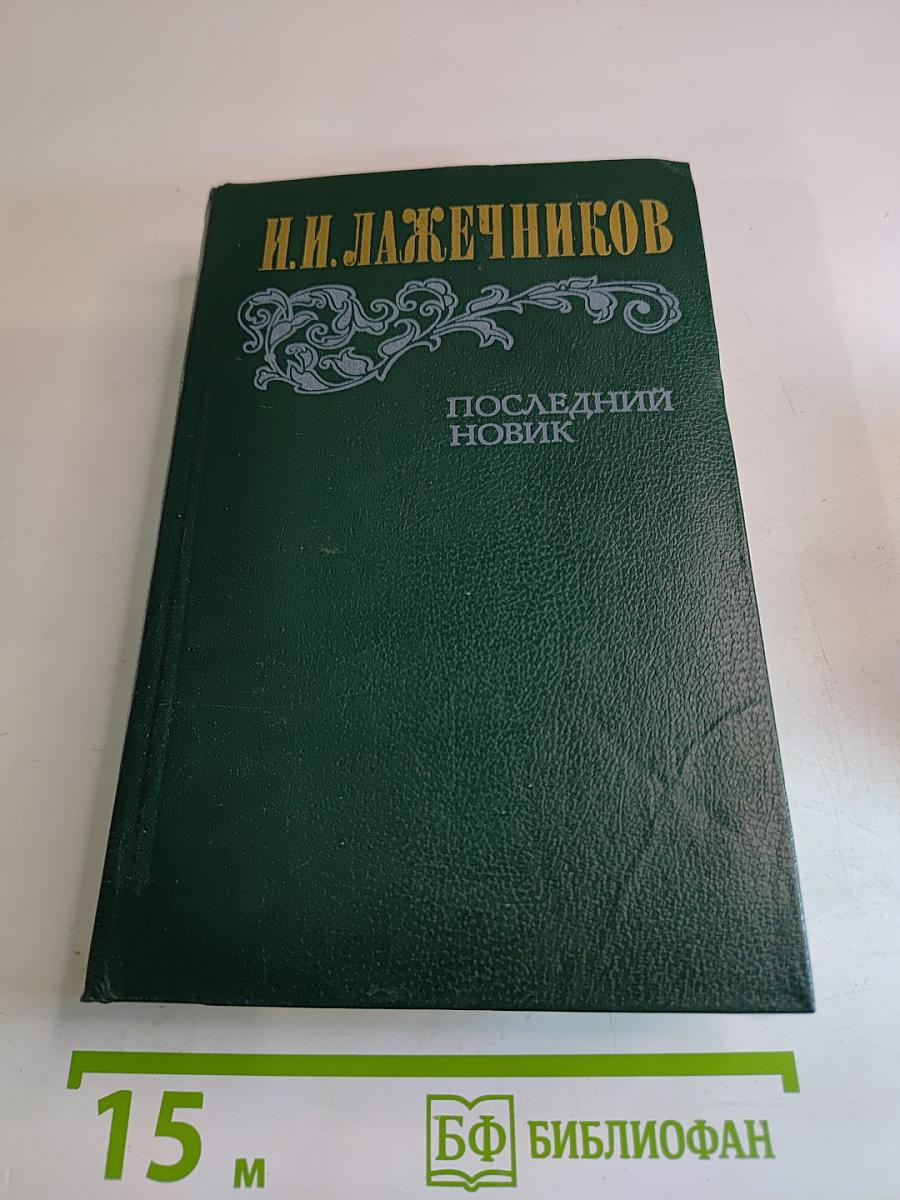 И.И.ЛАЖЕЧНИКОВ
ПОСЛЕДНИЙ
НОВИК
15 м
БФ БИБЛИОФАН